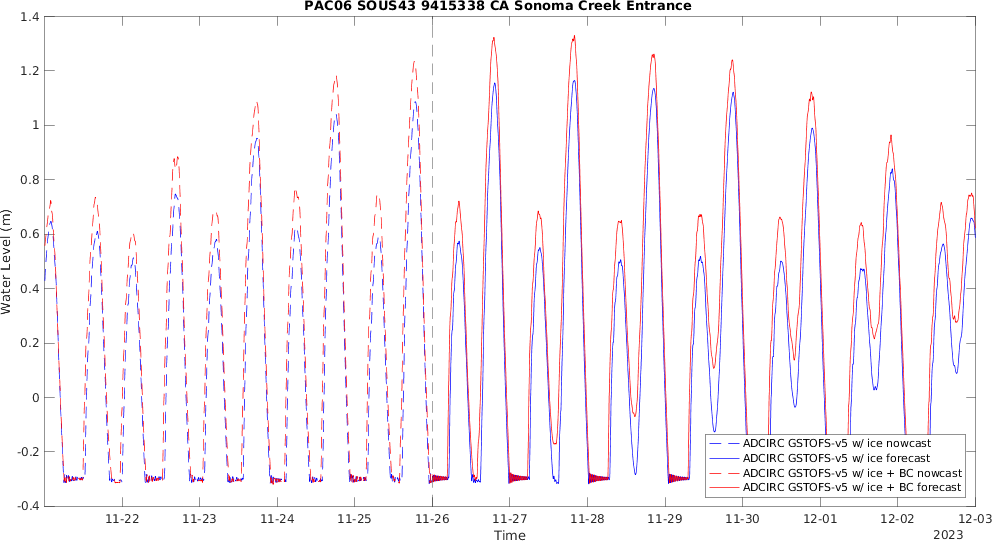 PAC06 SOUS43 9415338 CA Sonoma Creek Entrance
1.4
1.2
1
0.8
0.6
0.4
0.2
0
-0.2
-0.4
Water Level (m)
ADCIRC GSTOFS-v5 w/ ice nowcast
ADCIRC GSTOFS-v5 w/ ice forecast
ADCIRC GSTOFS-v5 w/ ice + BC nowcast
ADCIRC GSTOFS-v5 w/ ice + BC forecast
11-22 11-23 11-24 11-25 11-26 11-27 11-28 11-29 11-30 12-01 12-02 12-03
Time
2023